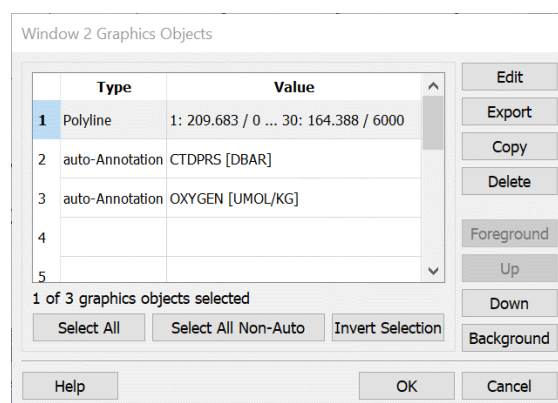 Window 2 Graphics Objects
Type Value
1 Polyline 1: 209.683 / 0 ... 30: 164.388 / 6000
2 auto-Annotation CTDPRS [DBAR]
3 auto-Annotation OXYGEN [UMOL/KG]
4
5
1 of 3 graphics objects selected
Select All Select All Non-Auto Invert Selection
Edit
Export
Copy
Delete
Foreground
Up
Down
Background
Help OK Cancel